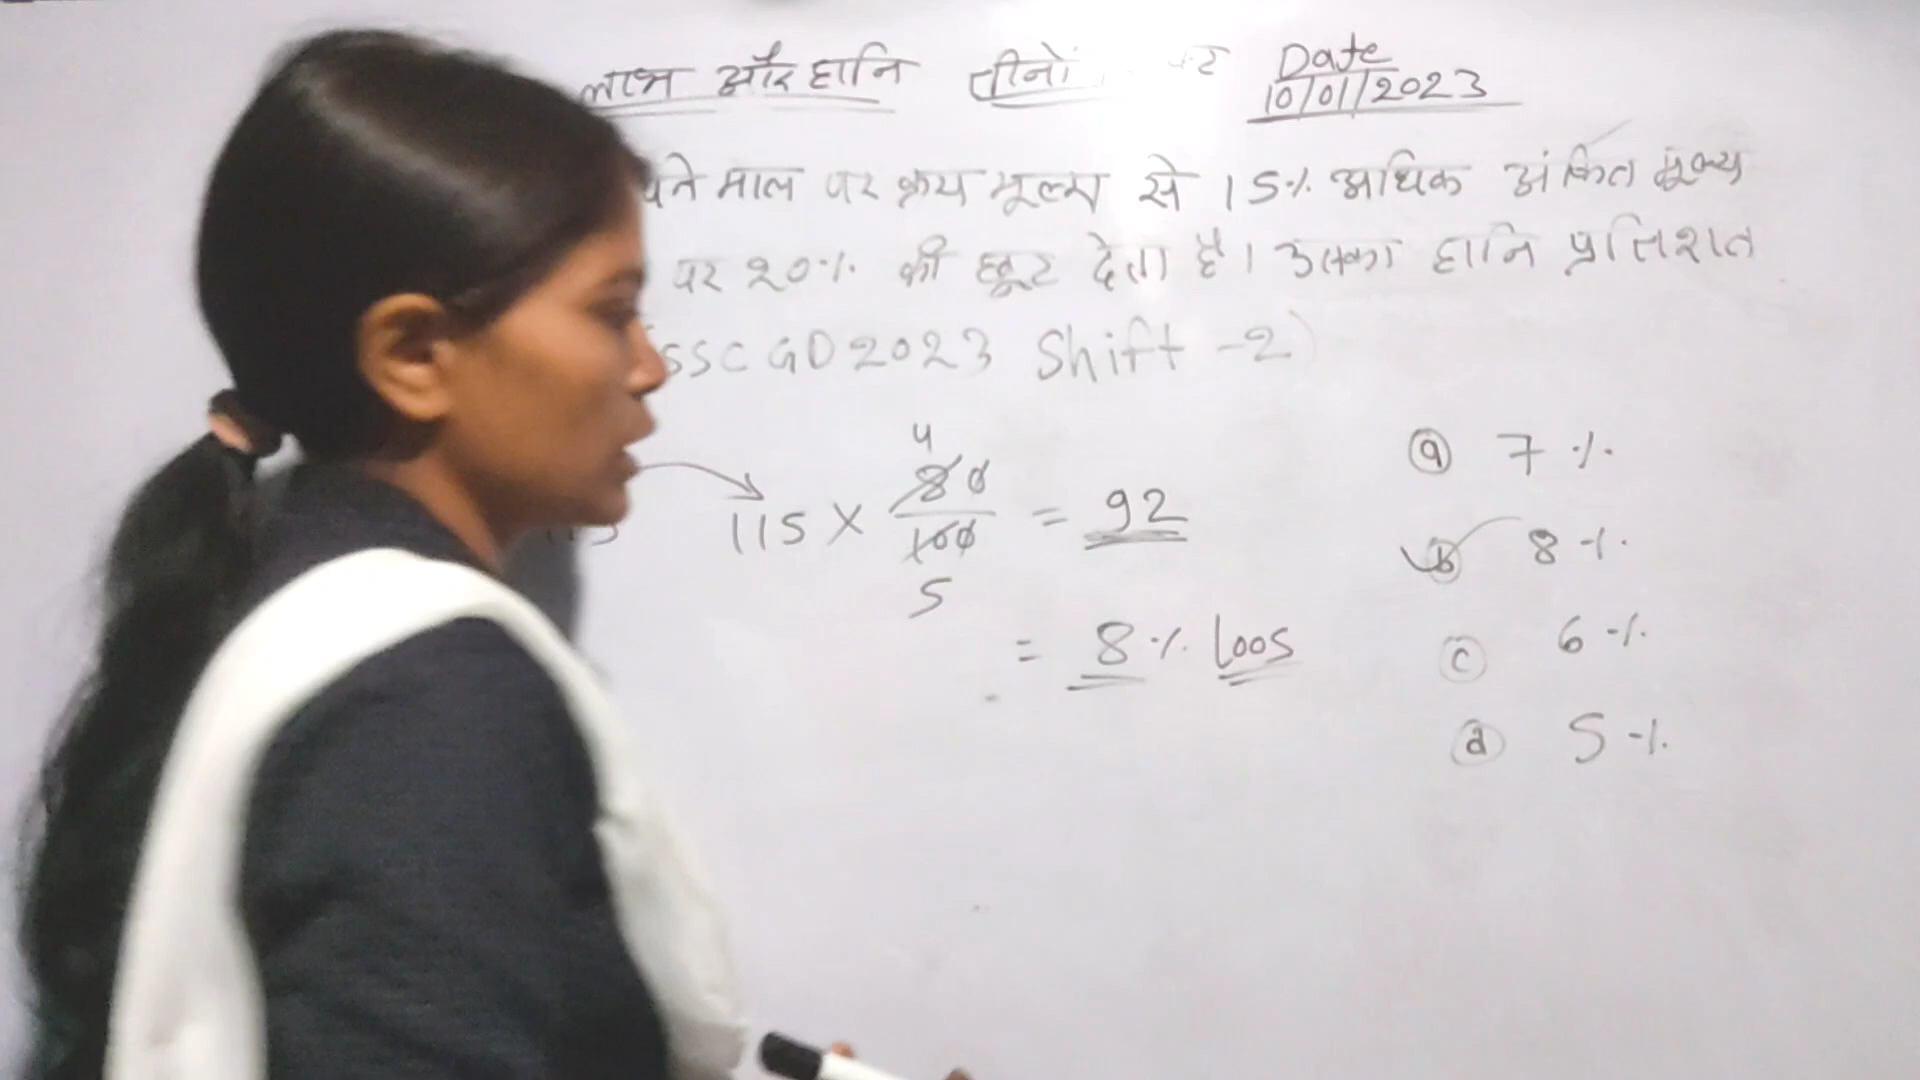 लाभ और हानि तीनों Date
10/01/2023
पने माल पर क्रय मूल्य से 15% अधिक अंकित मूल्य
पर 20% की छूट देता है। उसका हानि प्रतिशत
SSC GD 2023 Shift -2)
4
115 × 80/100 = 92
5
= 8% Loos
(a) 7%
(b) 8%
(c) 6%
(d) 5%